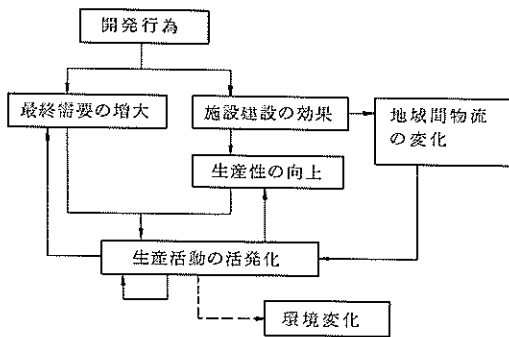 開発行為
最終需要の増大
施設建設の効果
地域間物流
の変化
生産性の向上
生産活動の活発化
環境変化